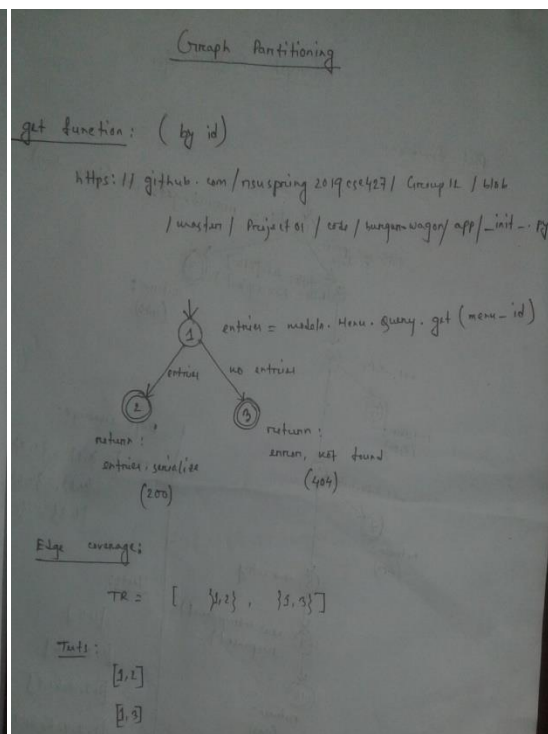 Graph Partitioning
get function: (by id)
https://github.com/nsuspring2019cse427/Group12/blob
/master/Project01/code/hunger-wagon/app/_init_.py
1
entries = models.Menu.Query.get(menu_id)
entries
no entries
2
3
return:
entries.serialize
(200)
return:
error, not found
(404)
Edge coverage:
TR = [ }1,2} , }1,3}]
Tests:
[1,2]
[1,3]